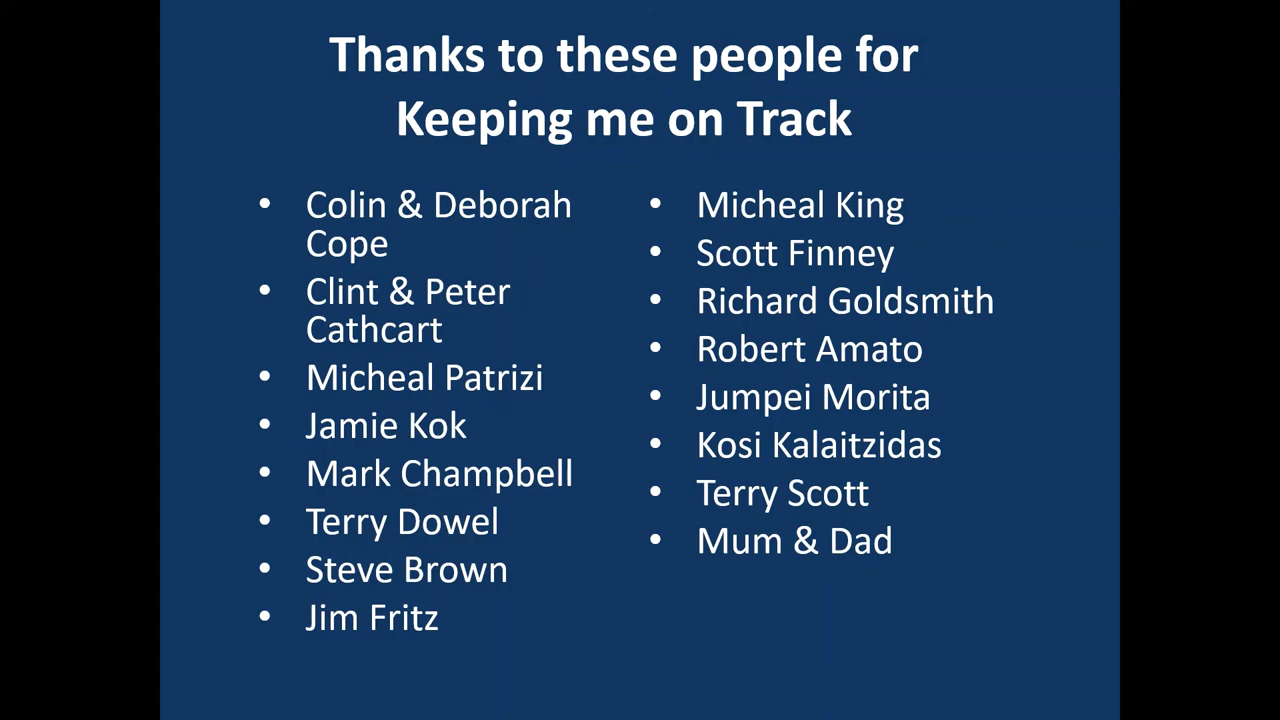 Thanks to these people for
Keeping me on Track
• Colin & Deborah
Cope
• Clint & Peter
Cathcart
• Micheal Patrizi
• Jamie Kok
• Mark Champbell
• Terry Dowel
• Steve Brown
• Jim Fritz
• Micheal King
• Scott Finney
• Richard Goldsmith
• Robert Amato
• Jumpei Morita
• Kosi Kalaitzidas
• Terry Scott
• Mum & Dad